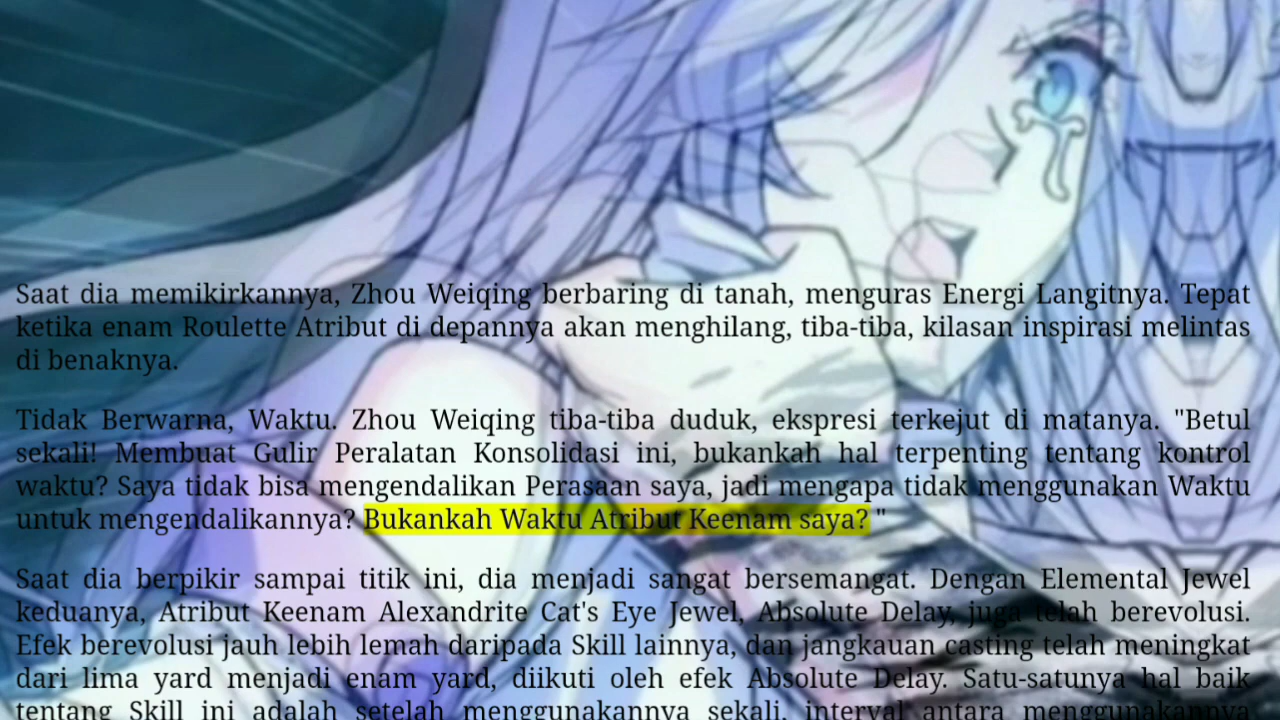 Saat dia memikirkannya, Zhou Weiqing berbaring di tanah, menguras Energi Langitnya. Tepat
ketika enam Roulette Atribut di depannya akan menghilang, tiba-tiba, kilasan inspirasi melintas
di benaknya.
Tidak Berwarna, Waktu. Zhou Weiqing tiba-tiba duduk, ekspresi terkejut di matanya. "Betul
sekali! Membuat Gulir Peralatan Konsolidasi ini, bukankah hal terpenting tentang kontrol
waktu? Saya tidak bisa mengendalikan Perasaan saya, jadi mengapa tidak menggunakan Waktu
untuk mengendalikannya? Bukankah Waktu Atribut Keenam saya? "
Saat dia berpikir sampai titik ini, dia menjadi sangat bersemangat. Dengan Elemental Jewel
keduanya, Atribut Keenam Alexandrite Cat's Eye Jewel, Absolute Delay, juga telah berevolusi.
Efek berevolusi jauh lebih lemah daripada Skill lainnya, dan jangkauan casting telah meningkat
dari lima yard menjadi enam yard, diikuti oleh efek Absolute Delay. Satu-satunya hal baik
tentang Skill ini adalah setelah menggunakannya sekali, interval antara menggunakannya